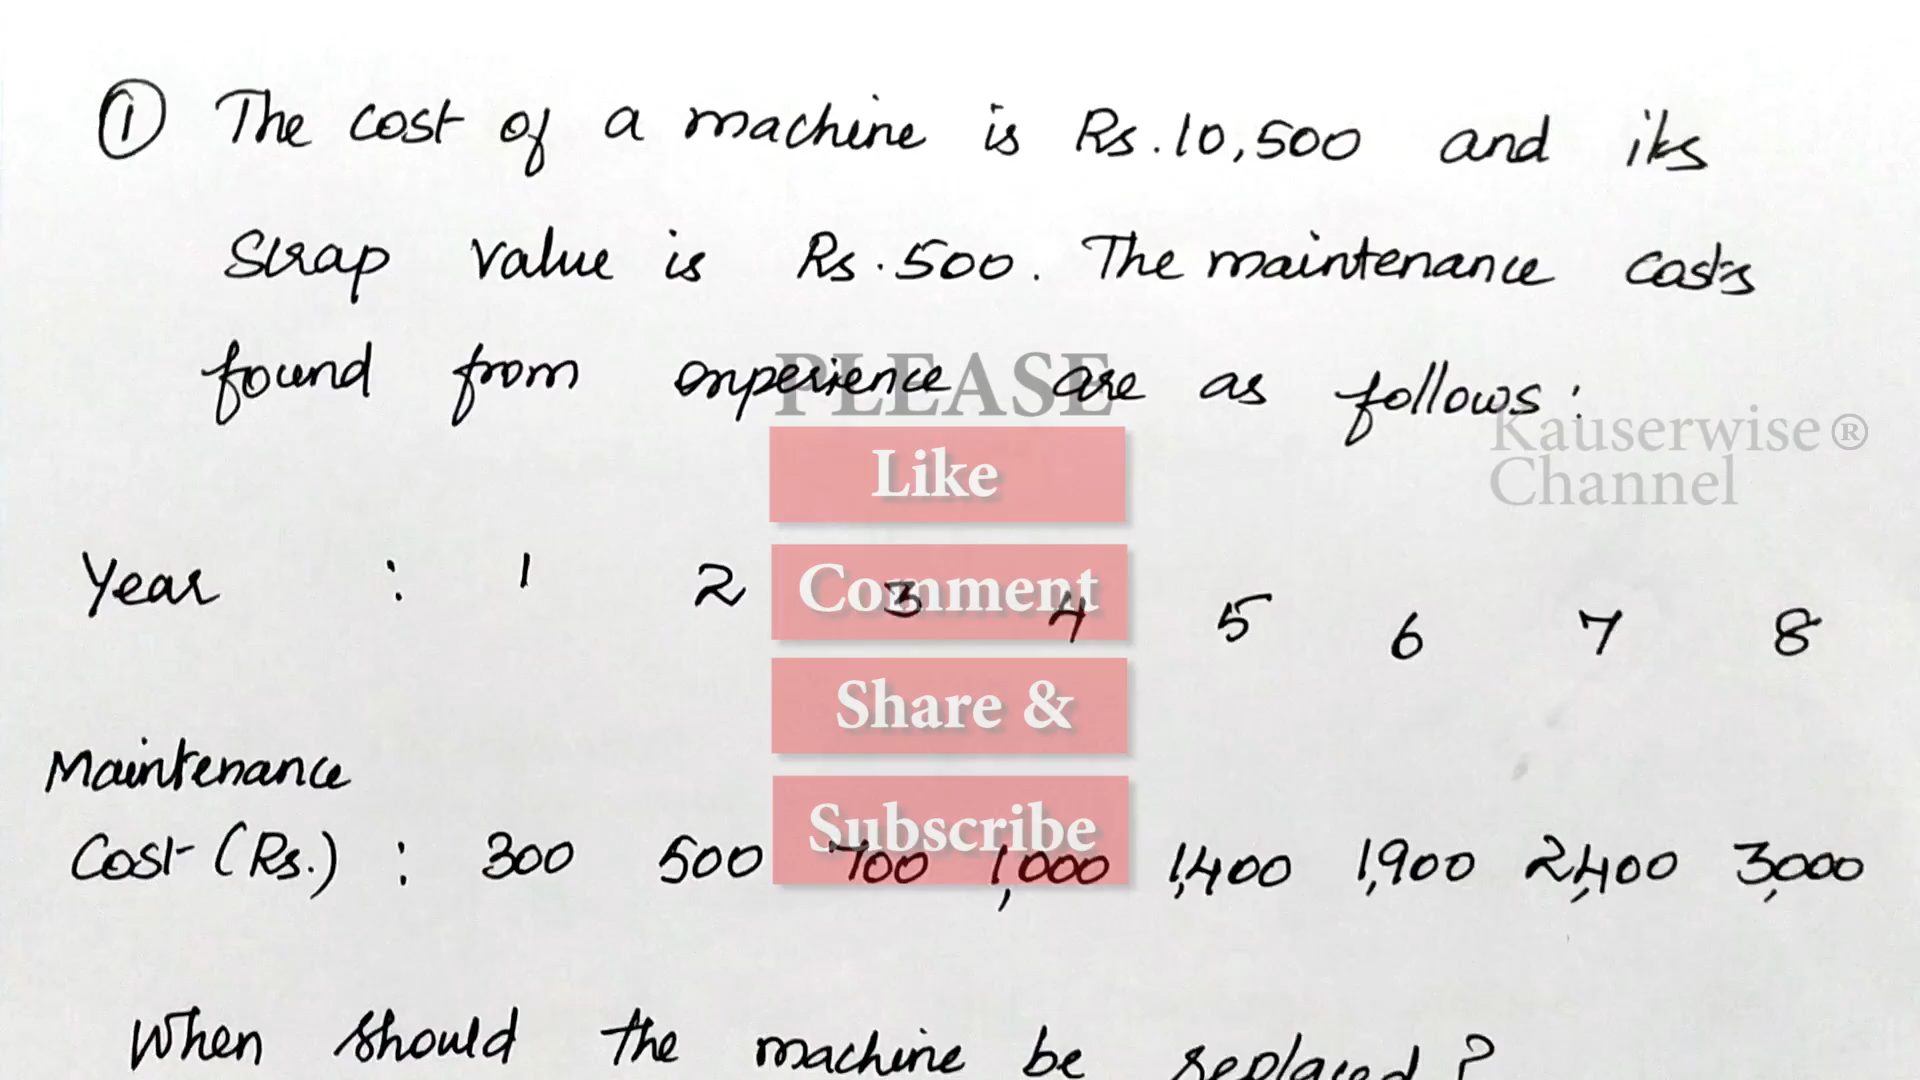 ① The cost of a machine is Rs.10,500 and its
Scrap value is Rs.500. The maintenance costs
found from experience are as follows:
PLEASE
Like
Comment
Share &
Subscribe
Kauserwise®
Channel
Year : 1 2 3 4 5 6 7 8
Maintenance
Cost (Rs.) : 300 500 700 1,000 1,400 1,900 2,400 3,000
When should the machine be replaced?